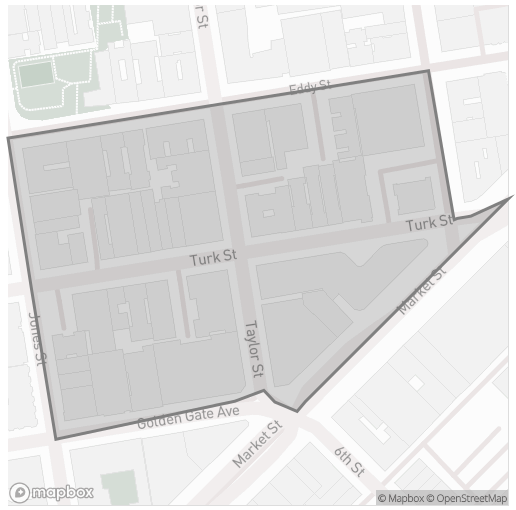 r St
Eddy St
Turk St
Turk St
Market St
Jones St
Taylor St
Golden Gate Ave
Market St
6th St
mapbox
© Mapbox © OpenStreetMap